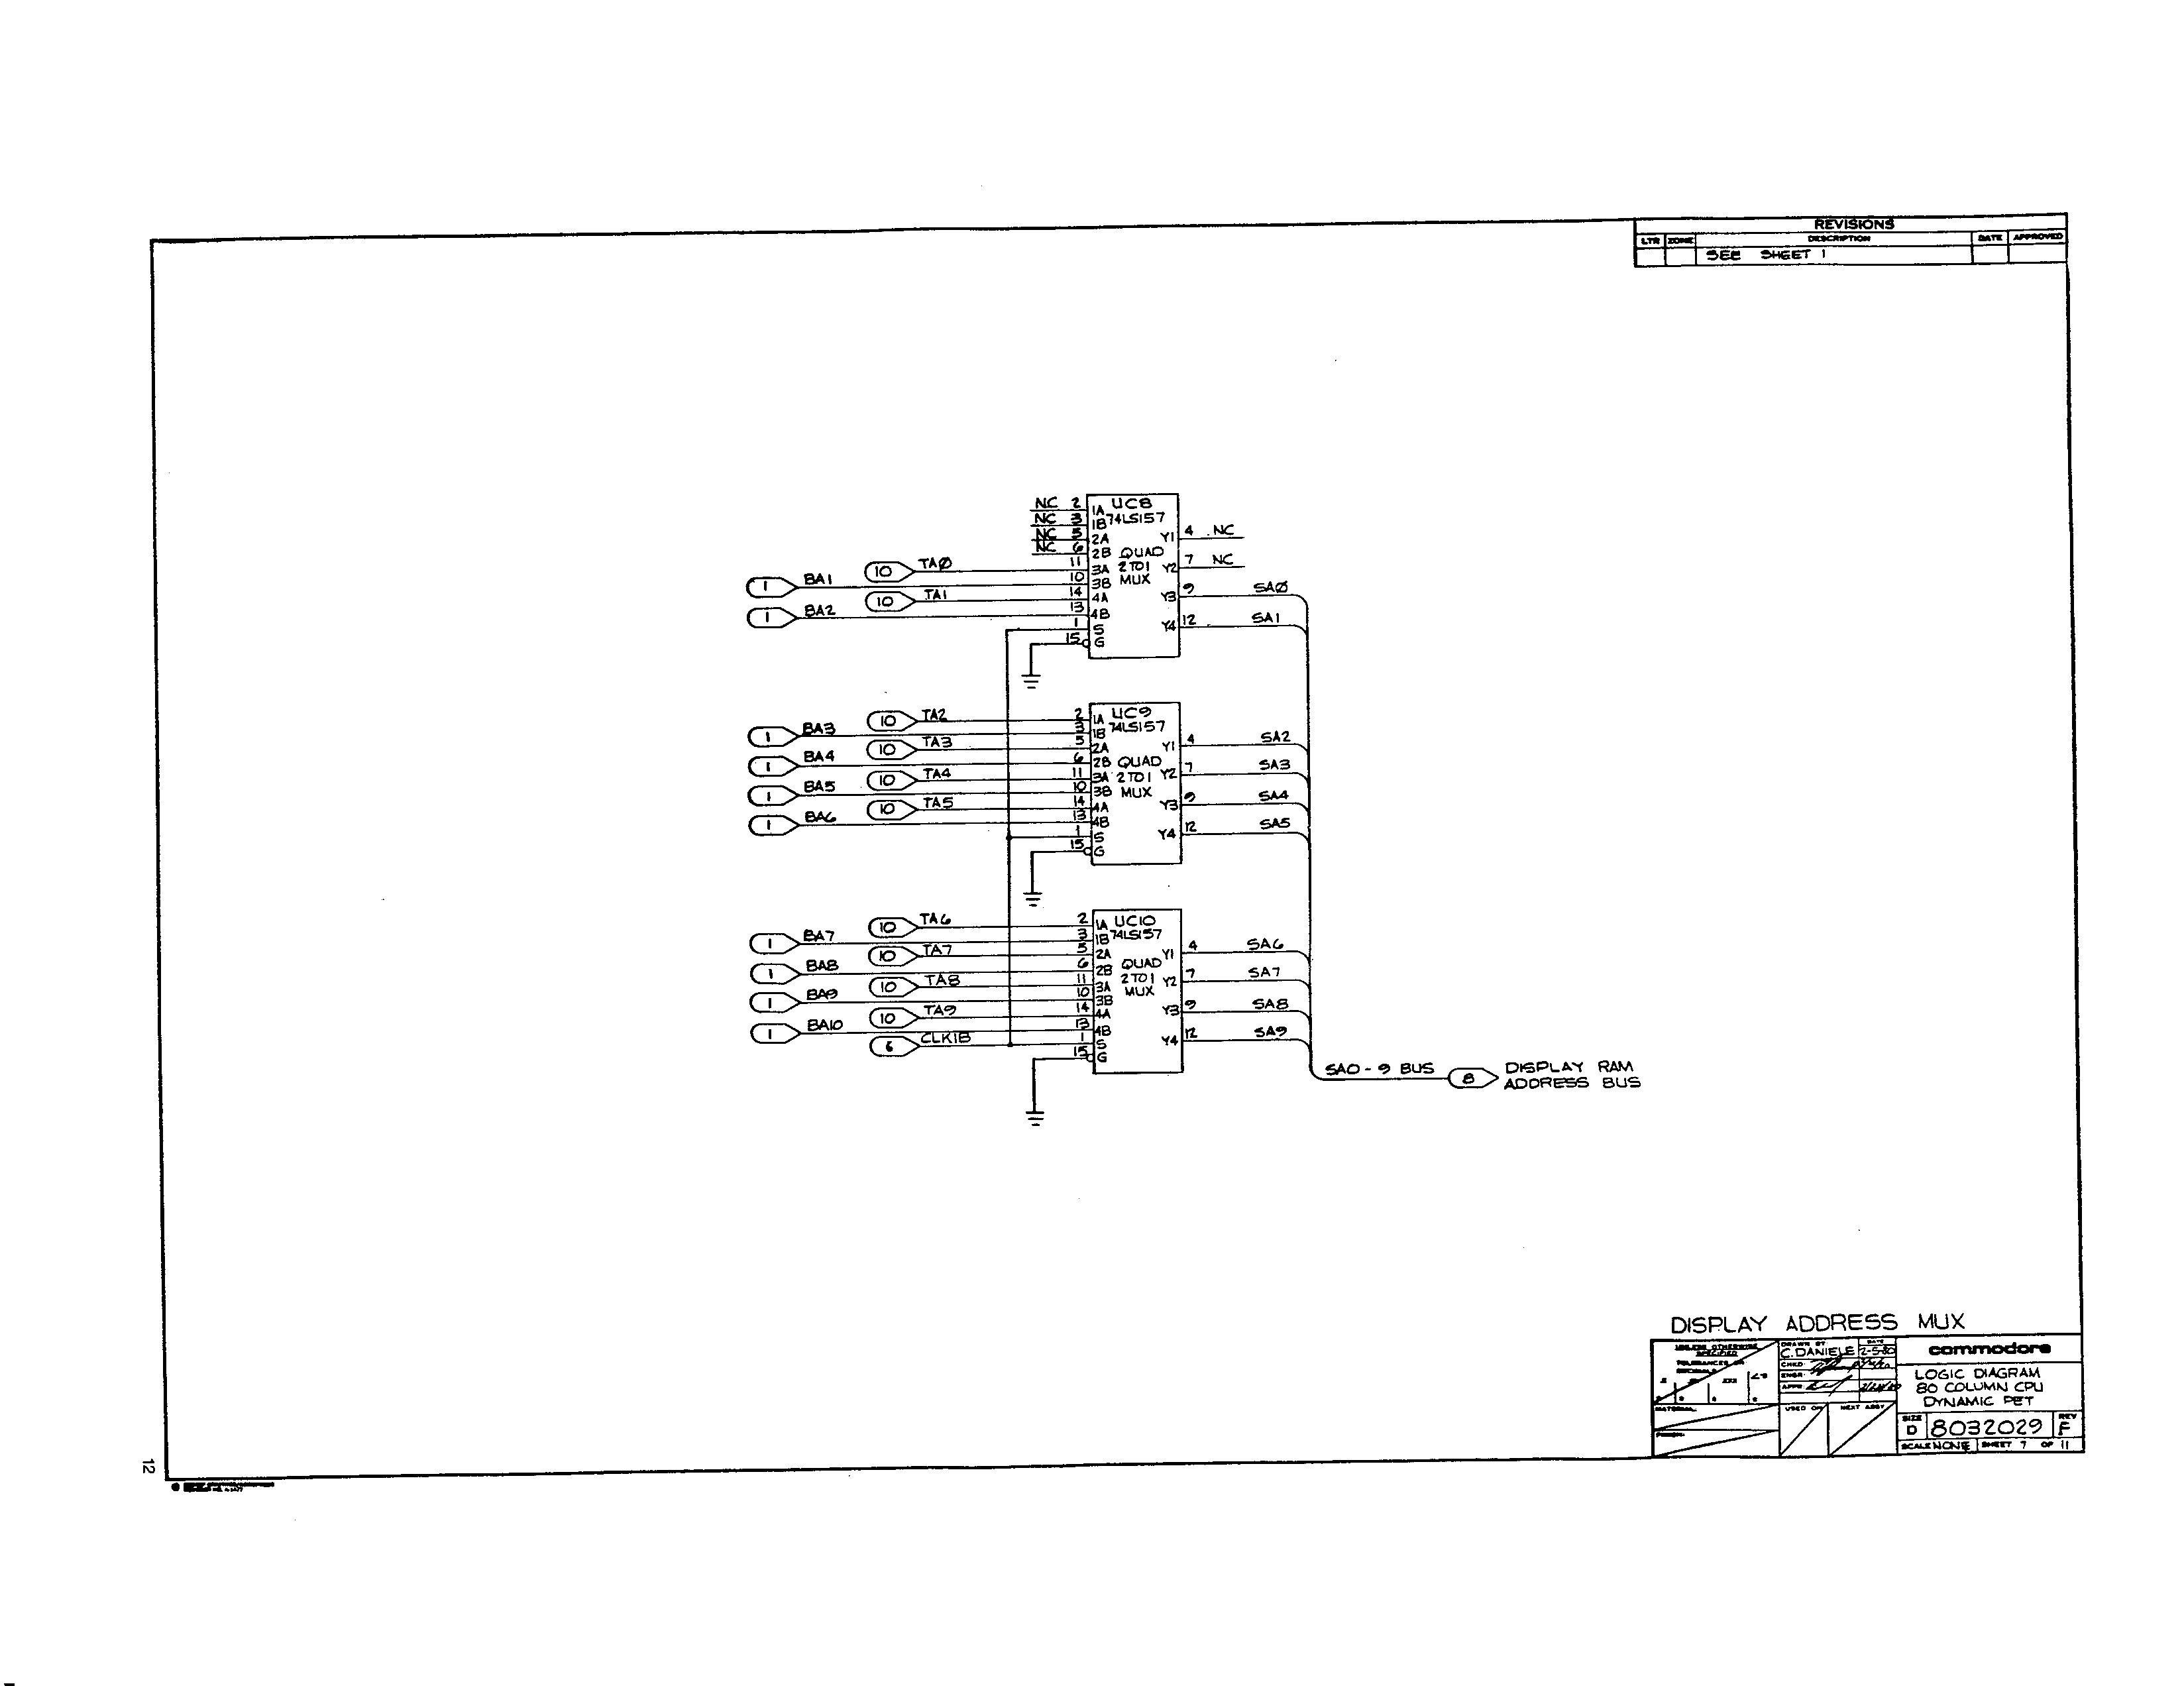 REVISIONS
LTR ZONE DESCRIPTION DATE APPROVED
SEE SHEET 1
UC8
74LS157
QUAD
2 TO 1
MUX
NC 2 1A
NC 3 1B
NC 5 2A
NC 6 2B
10 TAØ 11 3A
1 BA1 10 3B
10 TA1 14 4A
1 BA2 13 4B
1 S
15 G
Y1 4 NC
Y2 7 NC
Y3 9 SAØ
Y4 12 SA1
UC9
74LS157
QUAD
2 TO 1
MUX
10 TA2 2 1A
1 BA3 3 1B
10 TA3 5 2A
1 BA4 6 2B
10 TA4 11 3A
1 BA5 10 3B
10 TA5 14 4A
1 BA6 13 4B
1 S
15 G
Y1 4 SA2
Y2 7 SA3
Y3 9 SA4
Y4 12 SA5
UC10
74LS157
QUAD
2 TO 1
MUX
10 TA6 2 1A
1 BA7 3 1B
10 TA7 5 2A
1 BA8 6 2B
10 TA8 11 3A
1 BA9 10 3B
10 TA9 14 4A
1 BA10 13 4B
6 CLK1B 1 S
15 G
Y1 4 SA6
Y2 7 SA7
Y3 9 SA8
Y4 12 SA9
SA0 - 9 BUS 8 DISPLAY RAM
ADDRESS BUS
DISPLAY ADDRESS MUX
UNLESS OTHERWISE
SPECIFIED
TOLERANCES ON
DECIMALS
MATERIAL
FINISH
DRAWN BY DATE
C. DANIELE 2-5-80
CHKD
ENGR
APPR
USED ON NEXT ASSY
commodore
LOGIC DIAGRAM
80 COLUMN CPU
DYNAMIC PET
SIZE D 8032029 REV F
SCALE NONE SHEET 7 OF 11
12